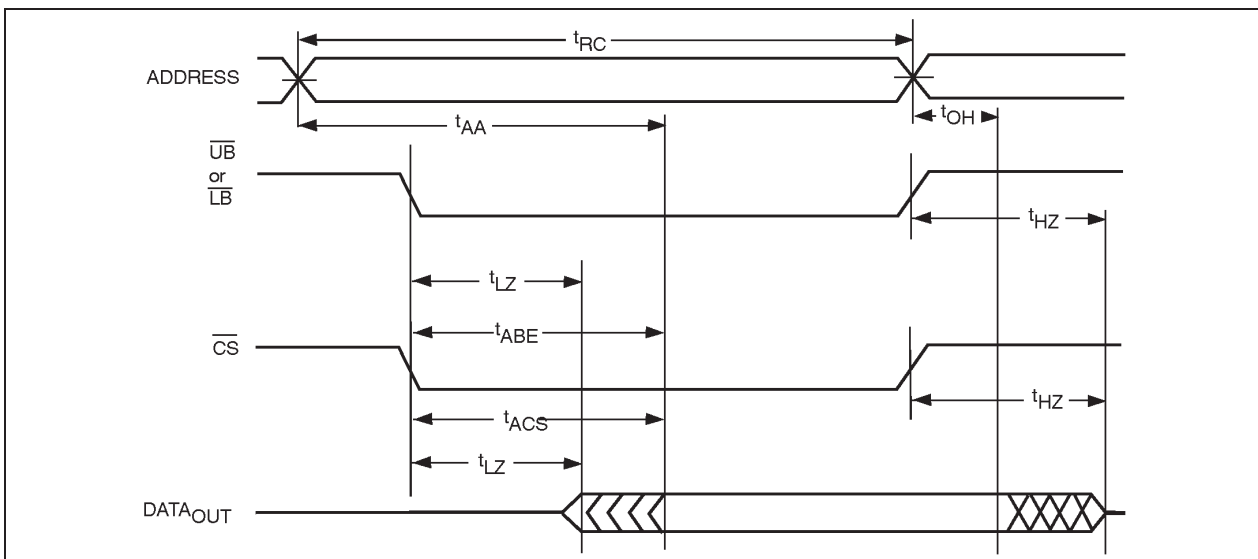 tRC
ADDRESS
tAA
tOH
UB
or
LB
tHZ
tLZ
tABE
CS
tHZ
tACS
tLZ
DATAOUT